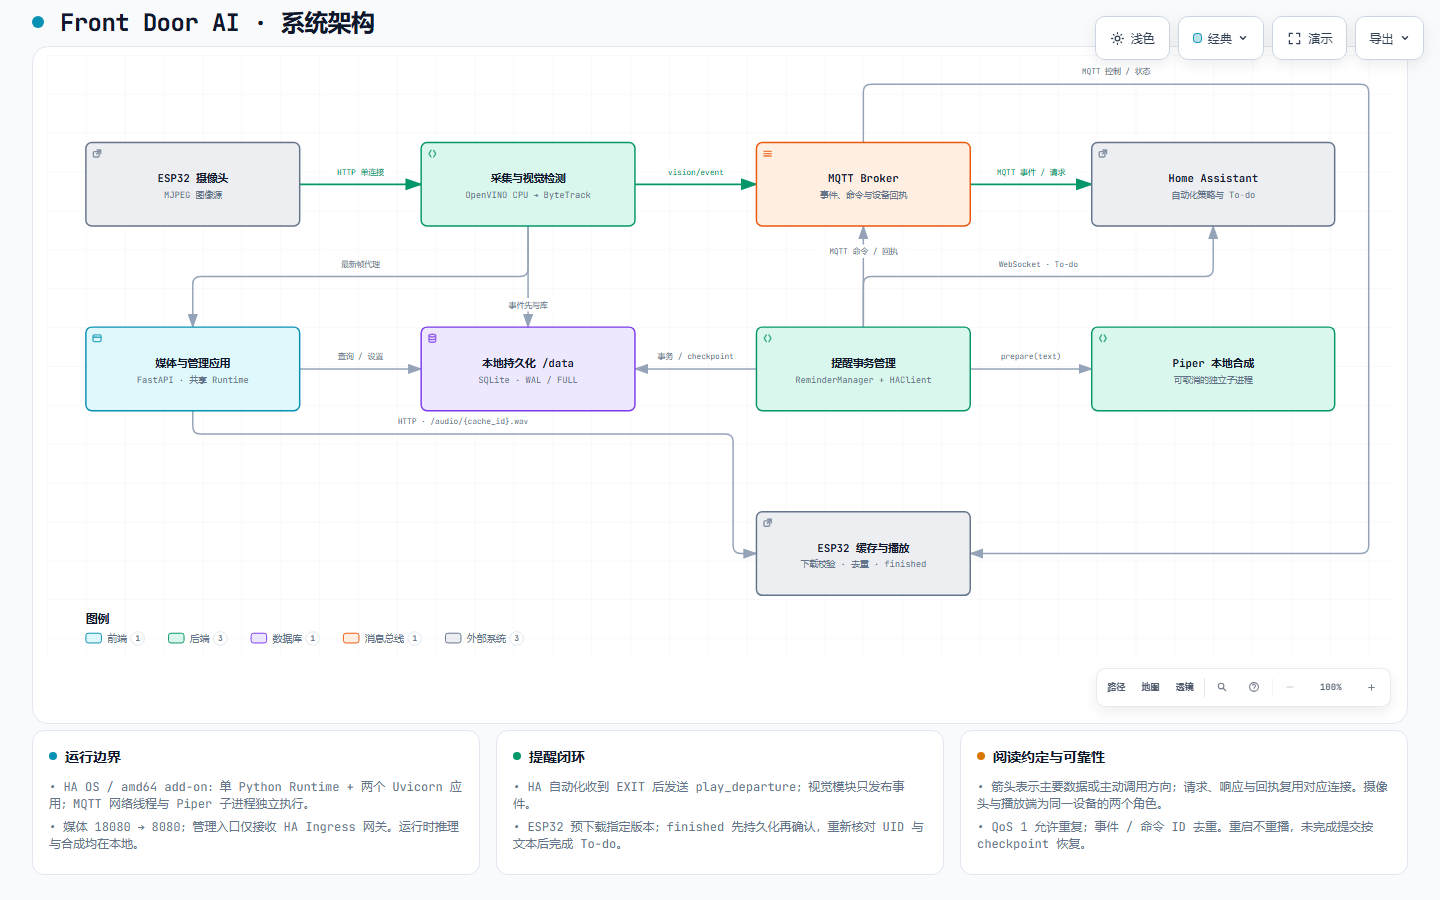 Front Door AI · 系统架构
浅色
经典
演示
导出
MQTT 控制 / 状态
ESP32 摄像头
MJPEG 图像源
HTTP 单连接
采集与视觉检测
OpenVINO CPU → ByteTrack
vision/event
MQTT Broker
事件、命令与设备回执
MQTT 事件 / 请求
Home Assistant
自动化策略与 To-do
最新帧代理
事件先写库
MQTT 命令 / 回执
WebSocket · To-do
媒体与管理应用
FastAPI · 共享 Runtime
查询 / 设置
本地持久化 /data
SQLite · WAL / FULL
事务 / checkpoint
提醒事务管理
ReminderManager + HAClient
prepare(text)
Piper 本地合成
可取消的独立子进程
HTTP · /audio/{cache_id}.wav
ESP32 缓存与播放
下载校验 · 去重 · finished
图例
前端 1
后端 3
数据库 1
消息总线 1
外部系统 3
路径
地图
透镜
100%
运行边界
• HA OS / amd64 add-on: 单 Python Runtime + 两个 Uvicorn 应
用; MQTT 网络线程与 Piper 子进程独立执行。
• 媒体 18080 → 8080; 管理入口仅接收 HA Ingress 网关。运行时推理
与合成均在本地。
提醒闭环
• HA 自动化收到 EXIT 后发送 play_departure; 视觉模块只发布事
件。
• ESP32 预下载指定版本; finished 先持久化再确认, 重新核对 UID 与
文本后完成 To-do。
阅读约定与可靠性
• 箭头表示主要数据或主动调用方向; 请求、响应与回执复用对应连接。摄像
头与播放端为同一设备的两个角色。
• QoS 1 允许重复; 事件 / 命令 ID 去重。重启不重播, 未完成提交按
checkpoint 恢复。